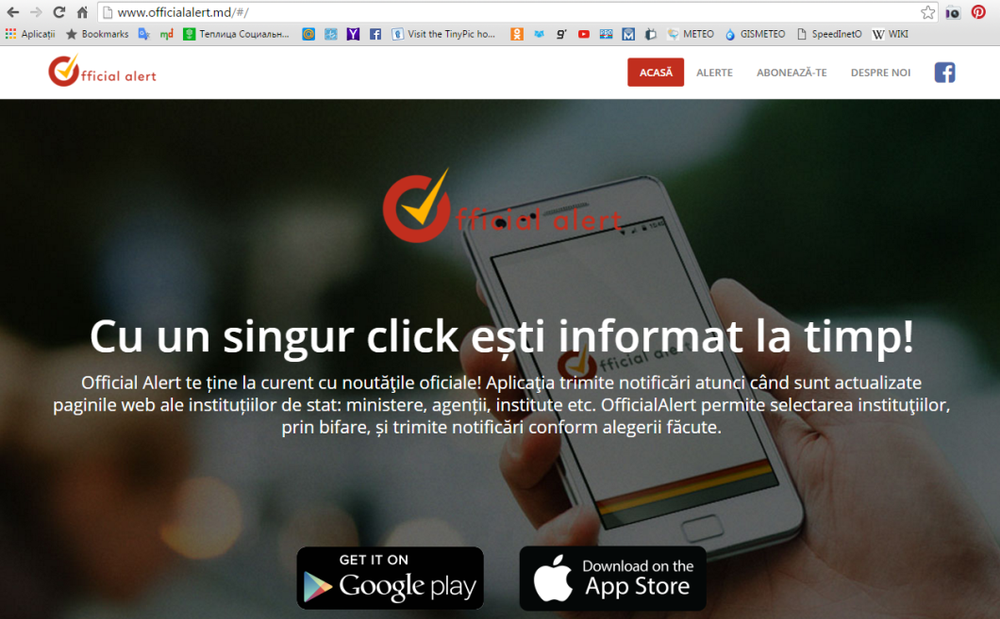 www.officialalert.md/#/
Aplicații Bookmarks md Теплица Социальн... Y f Visit the TinyPic ho... g' METEO GISMETEO SpeedInetO W WIKI
fficial alert ACASĂ ALERTE ABONEAZĂ-TE DESPRE NOI f
fficial alert
10:40
Cu un singur click ești informat la timp!
fficial alert
Official Alert te ține la curent cu noutăţile oficiale! Aplicaţia trimite notificări atunci când sunt actualizate
paginile web ale instituțiilor de stat: ministere, agenții, institute etc. OfficialAlert permite selectarea instituţiilor,
prin bifare, și trimite notificări conform alegerii făcute.
GET IT ON
Google play
Download on the
App Store